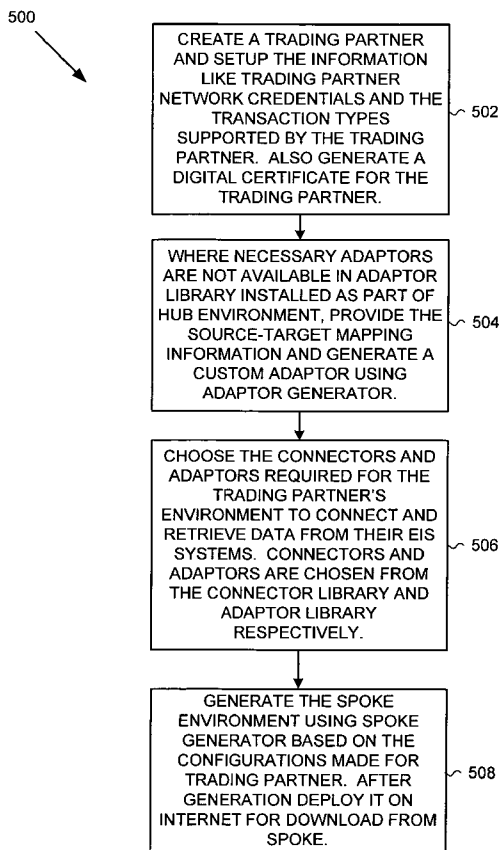 500
CREATE A TRADING PARTNER
AND SETUP THE INFORMATION
LIKE TRADING PARTNER
NETWORK CREDENTIALS AND THE
TRANSACTION TYPES
SUPPORTED BY THE TRADING
PARTNER. ALSO GENERATE A
DIGITAL CERTIFICATE FOR THE
TRADING PARTNER.
502
WHERE NECESSARY ADAPTORS
ARE NOT AVAILABLE IN ADAPTOR
LIBRARY INSTALLED AS PART OF
HUB ENVIRONMENT, PROVIDE THE
SOURCE-TARGET MAPPING
INFORMATION AND GENERATE A
CUSTOM ADAPTOR USING
ADAPTOR GENERATOR.
504
CHOOSE THE CONNECTORS AND
ADAPTORS REQUIRED FOR THE
TRADING PARTNER'S
ENVIRONMENT TO CONNECT AND
RETRIEVE DATA FROM THEIR EIS
SYSTEMS. CONNECTORS AND
ADAPTORS ARE CHOSEN FROM
THE CONNECTOR LIBRARY AND
ADAPTOR LIBRARY
RESPECTIVELY.
506
GENERATE THE SPOKE
ENVIRONMENT USING SPOKE
GENERATOR BASED ON THE
CONFIGURATIONS MADE FOR
TRADING PARTNER. AFTER
GENERATION DEPLOY IT ON
INTERNET FOR DOWNLOAD FROM
SPOKE.
508